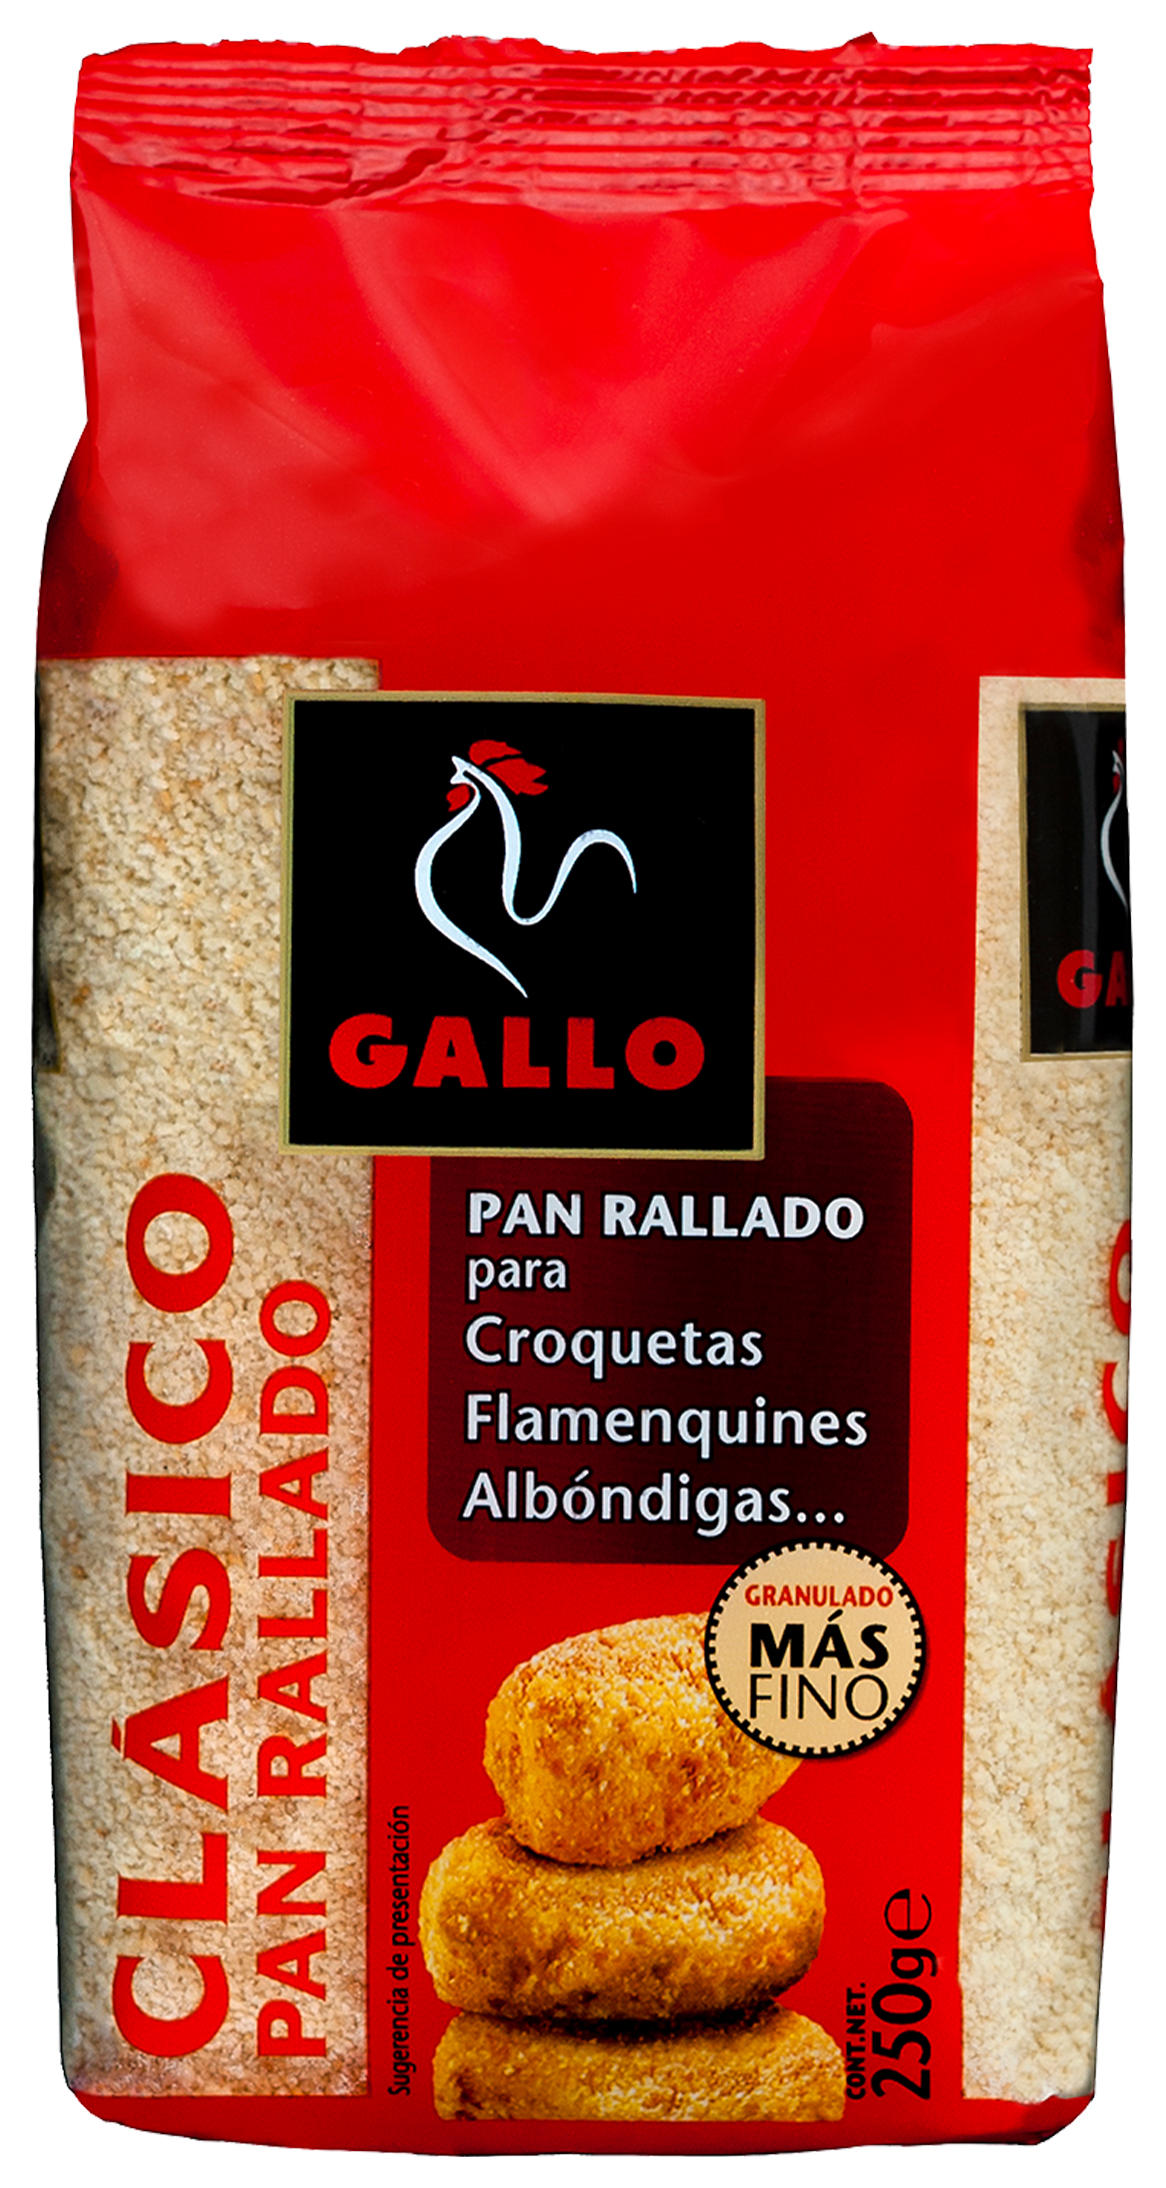 GALLO
PAN RALLADO
para
Croquetas
Flamenquines
Albóndigas...
GRANULADO
MÁS
FINO
CLÁSICO
PAN RALLADO
Sugerencia de presentación
CONT.NET.
250g℮
GA